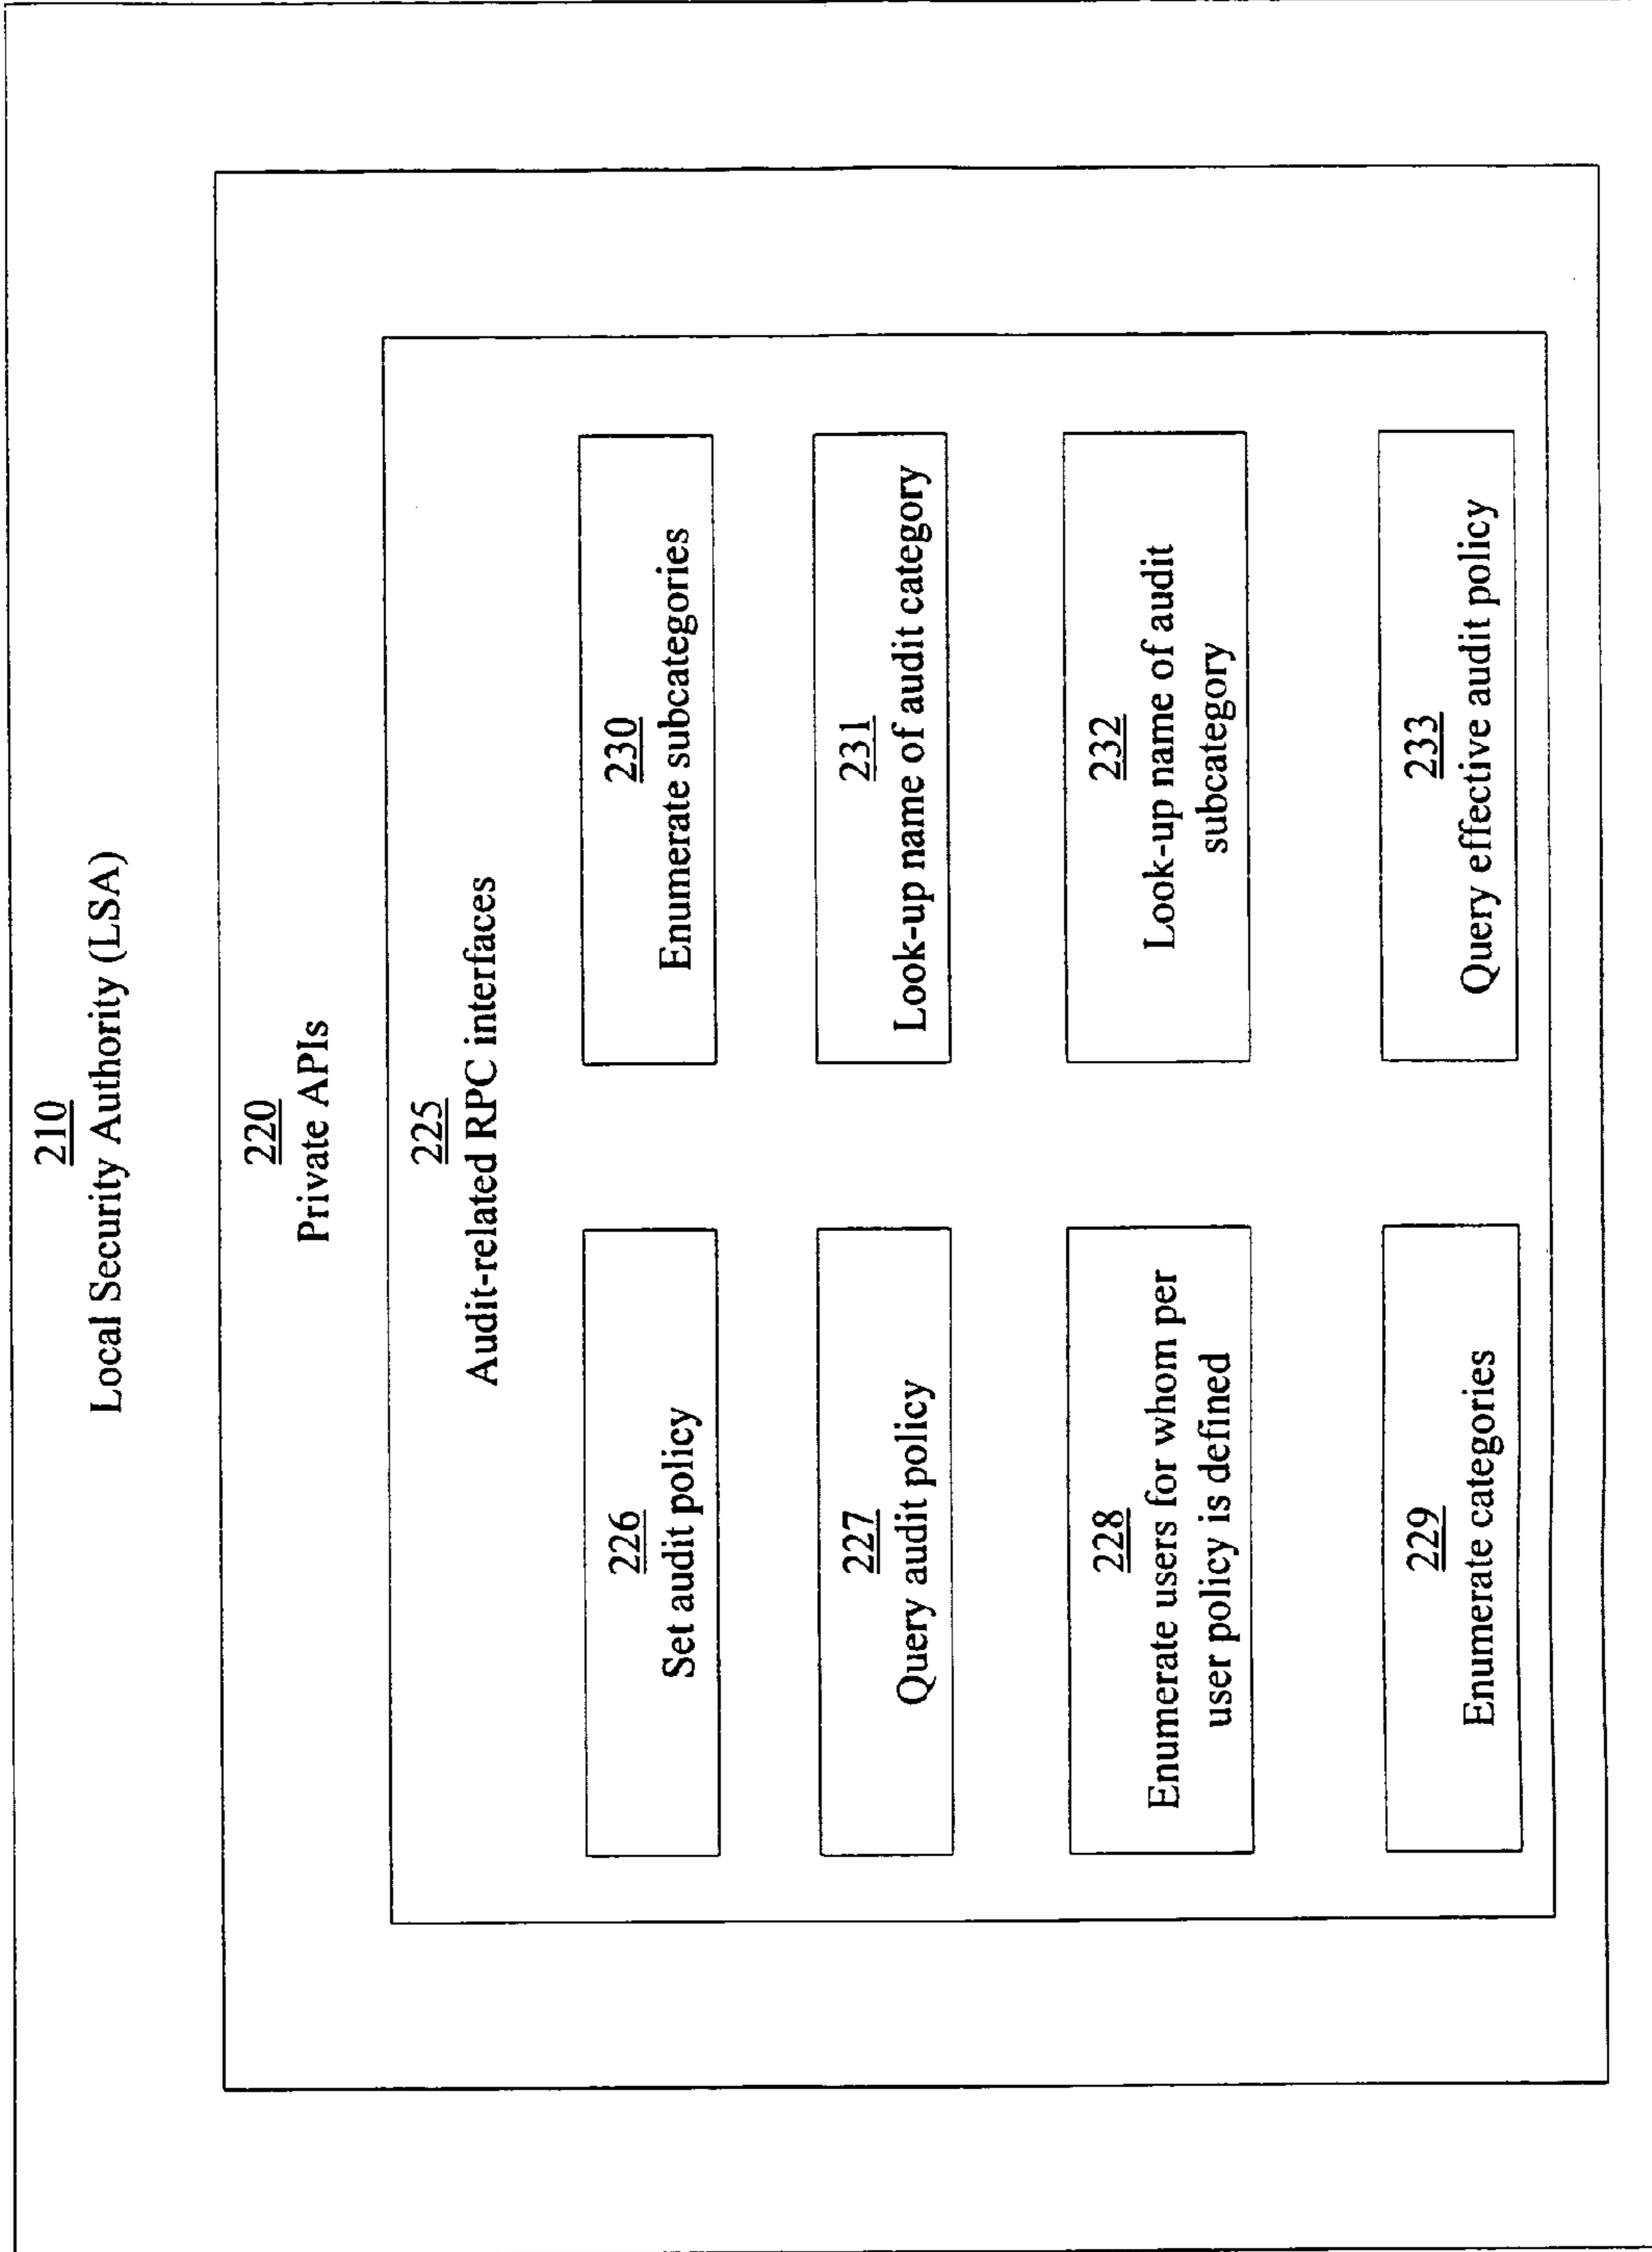 210
Local Security Authority (LSA)
220
Private APIs
225
Audit-related RPC interfaces
226
Set audit policy
227
Query audit policy
228
Enumerate users for whom per
user policy is defined
229
Enumerate categories
230
Enumerate subcategories
231
Look-up name of audit category
232
Look-up name of audit
subcategory
233
Query effective audit policy